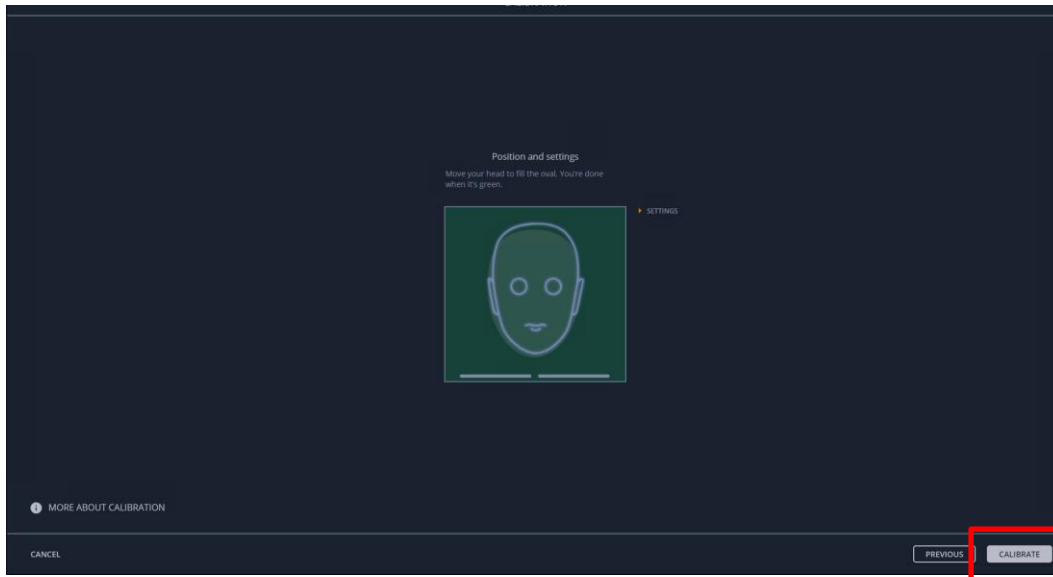 Position and settings
Move your head to fill the oval. You're done
when it's green.
SETTINGS
MORE ABOUT CALIBRATION
CANCEL
PREVIOUS
CALIBRATE